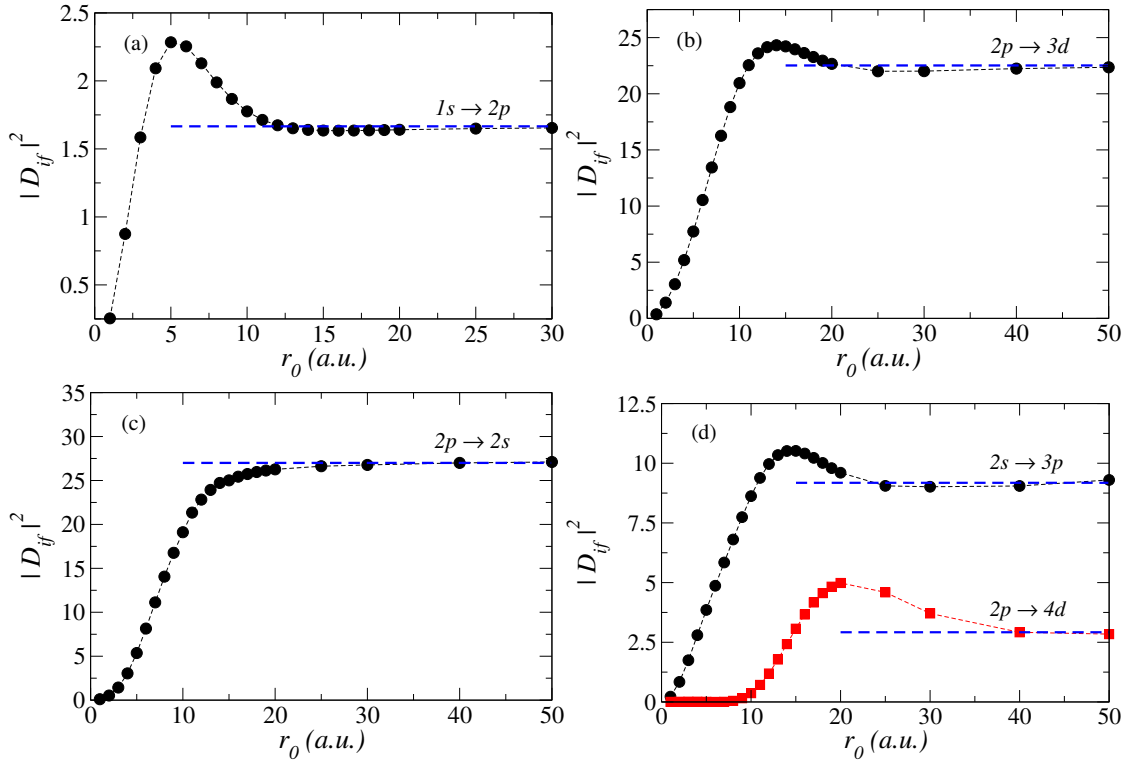 (a)
2.5
2
1.5
1
0.5
| D_if |^2
1s → 2p
0 5 10 15 20 25 30
r_0 (a.u.)
(b)
25
20
15
10
5
0
| D_if |^2
2p → 3d
0 10 20 30 40 50
r_0 (a.u.)
(c)
35
30
25
20
15
10
5
0
| D_if |^2
2p → 2s
0 10 20 30 40 50
r_0 (a.u.)
(d)
12.5
10
7.5
5
2.5
0
| D_if |^2
2s → 3p
2p → 4d
0 10 20 30 40 50
r_0 (a.u.)